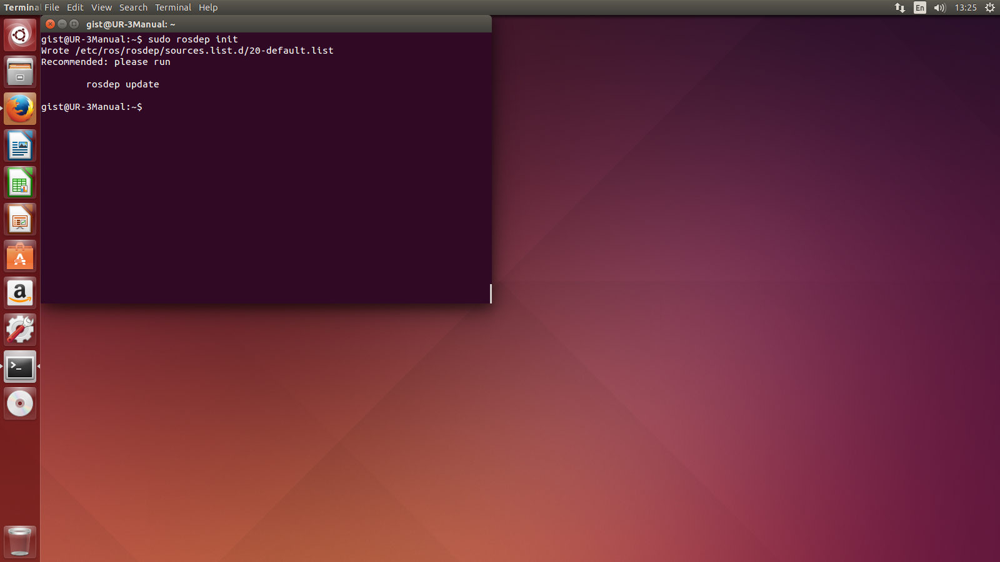 Terminal File Edit View Search Terminal Help En 13:25
gist@UR-3Manual: ~
gist@UR-3Manual:~$ sudo rosdep init
Wrote /etc/ros/rosdep/sources.list.d/20-default.list
Recommended: please run
rosdep update
gist@UR-3Manual:~$